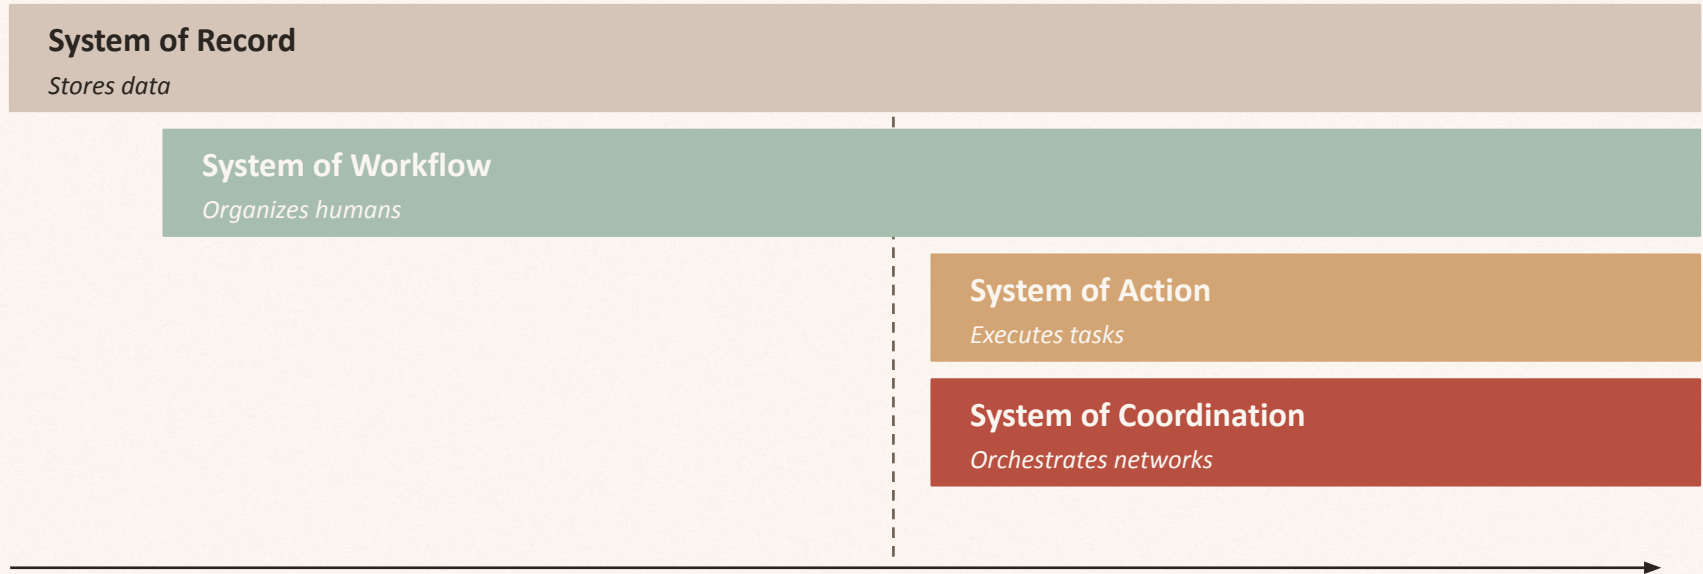 System of Record
Stores data
System of Workflow
Organizes humans
System of Action
Executes tasks
System of Coordination
Orchestrates networks